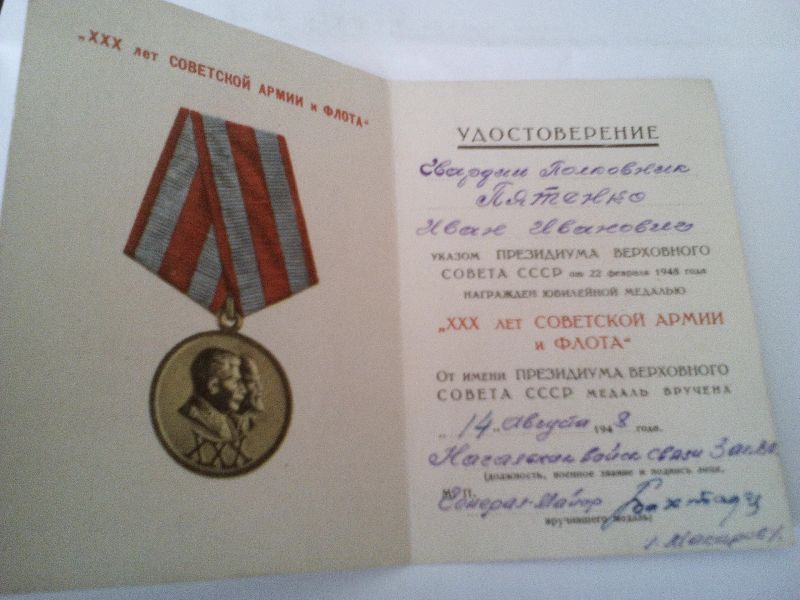 „XXX лет СОВЕТСКОЙ АРМИИ и ФЛОТА“
XXX
УДОСТОВЕРЕНИЕ
Гвардии Полковник
Пятенко
Иван Иванович
УКАЗОМ ПРЕЗИДИУМА ВЕРХОВНОГО
СОВЕТА СССР от 22 февраля 1948 года
НАГРАЖДЕН ЮБИЛЕЙНОЙ МЕДАЛЬЮ
„XXX ЛЕТ СОВЕТСКОЙ АРМИИ
и ФЛОТА“
От имени ПРЕЗИДИУМА ВЕРХОВНОГО
СОВЕТА СССР МЕДАЛЬ ВРУЧЕНА
„14“ Августа 1948 года.
Начальник войск связи ЗакВО
(должность, военное звание и подпись лица,
М. П.
Генерал-Майор
вручившего медаль)